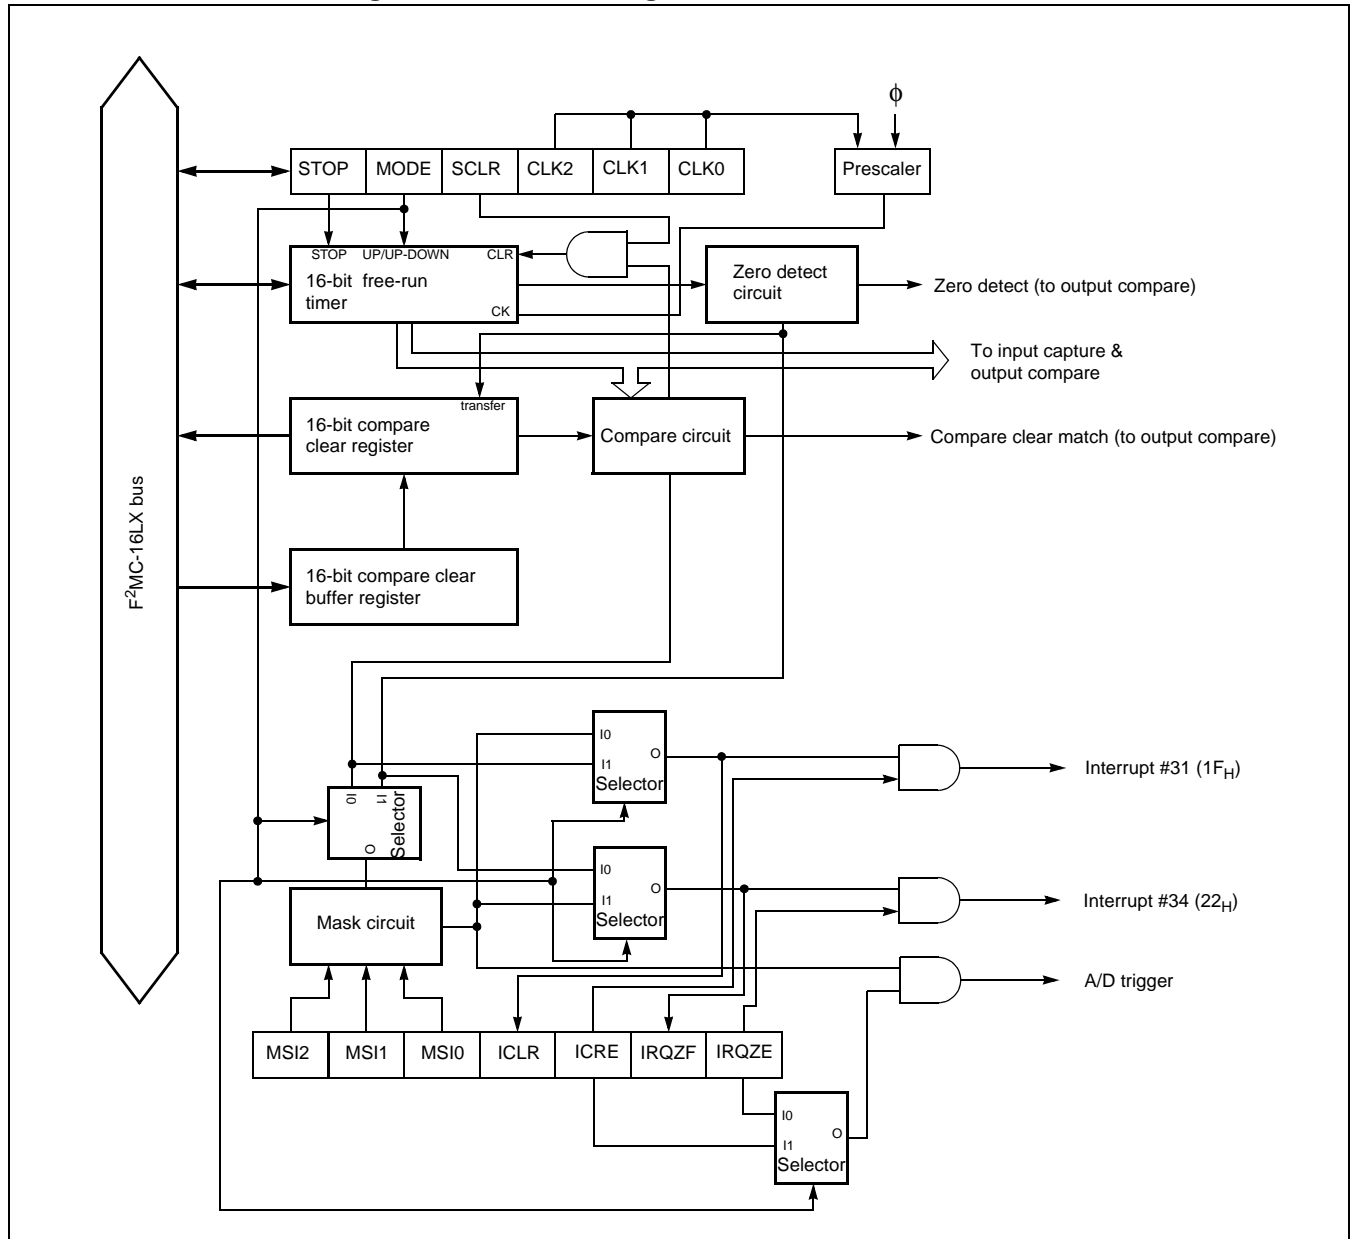 ϕ
STOP MODE SCLR CLK2 CLK1 CLK0 Prescaler
STOP UP/UP-DOWN CLR
16-bit free-run
timer
CK
Zero detect
circuit
Zero detect (to output compare)
To input capture &
output compare
transfer
16-bit compare
clear register
Compare circuit
Compare clear match (to output compare)
F²MC-16LX bus
16-bit compare clear
buffer register
I0
I1
O
Selector
Interrupt #31 (1FH)
I0
I1
O
Selector
I0
I1
O
Selector
Interrupt #34 (22H)
Mask circuit
A/D trigger
MSI2 MSI1 MSI0 ICLR ICRE IRQZF IRQZE
I0
I1
O
Selector